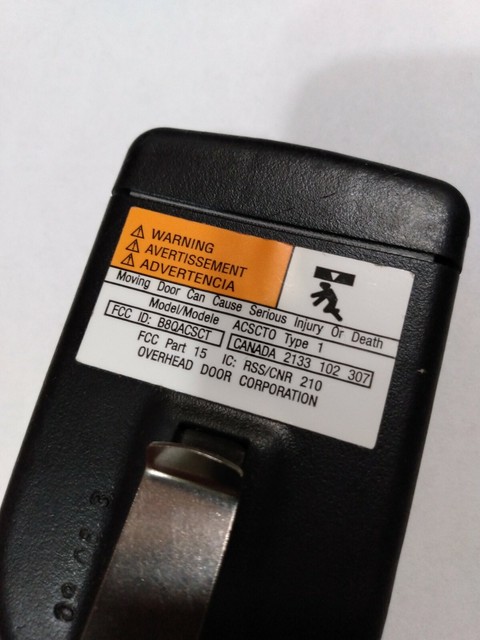 ⚠ WARNING
⚠ AVERTISSEMENT
⚠ ADVERTENCIA
Moving Door Can Cause Serious Injury Or Death
Model/Modele ACSCTO Type 1
FCC ID: B8QACSCT CANADA 2133 102 307
FCC Part 15 IC: RSS/CNR 210
OVERHEAD DOOR CORPORATION